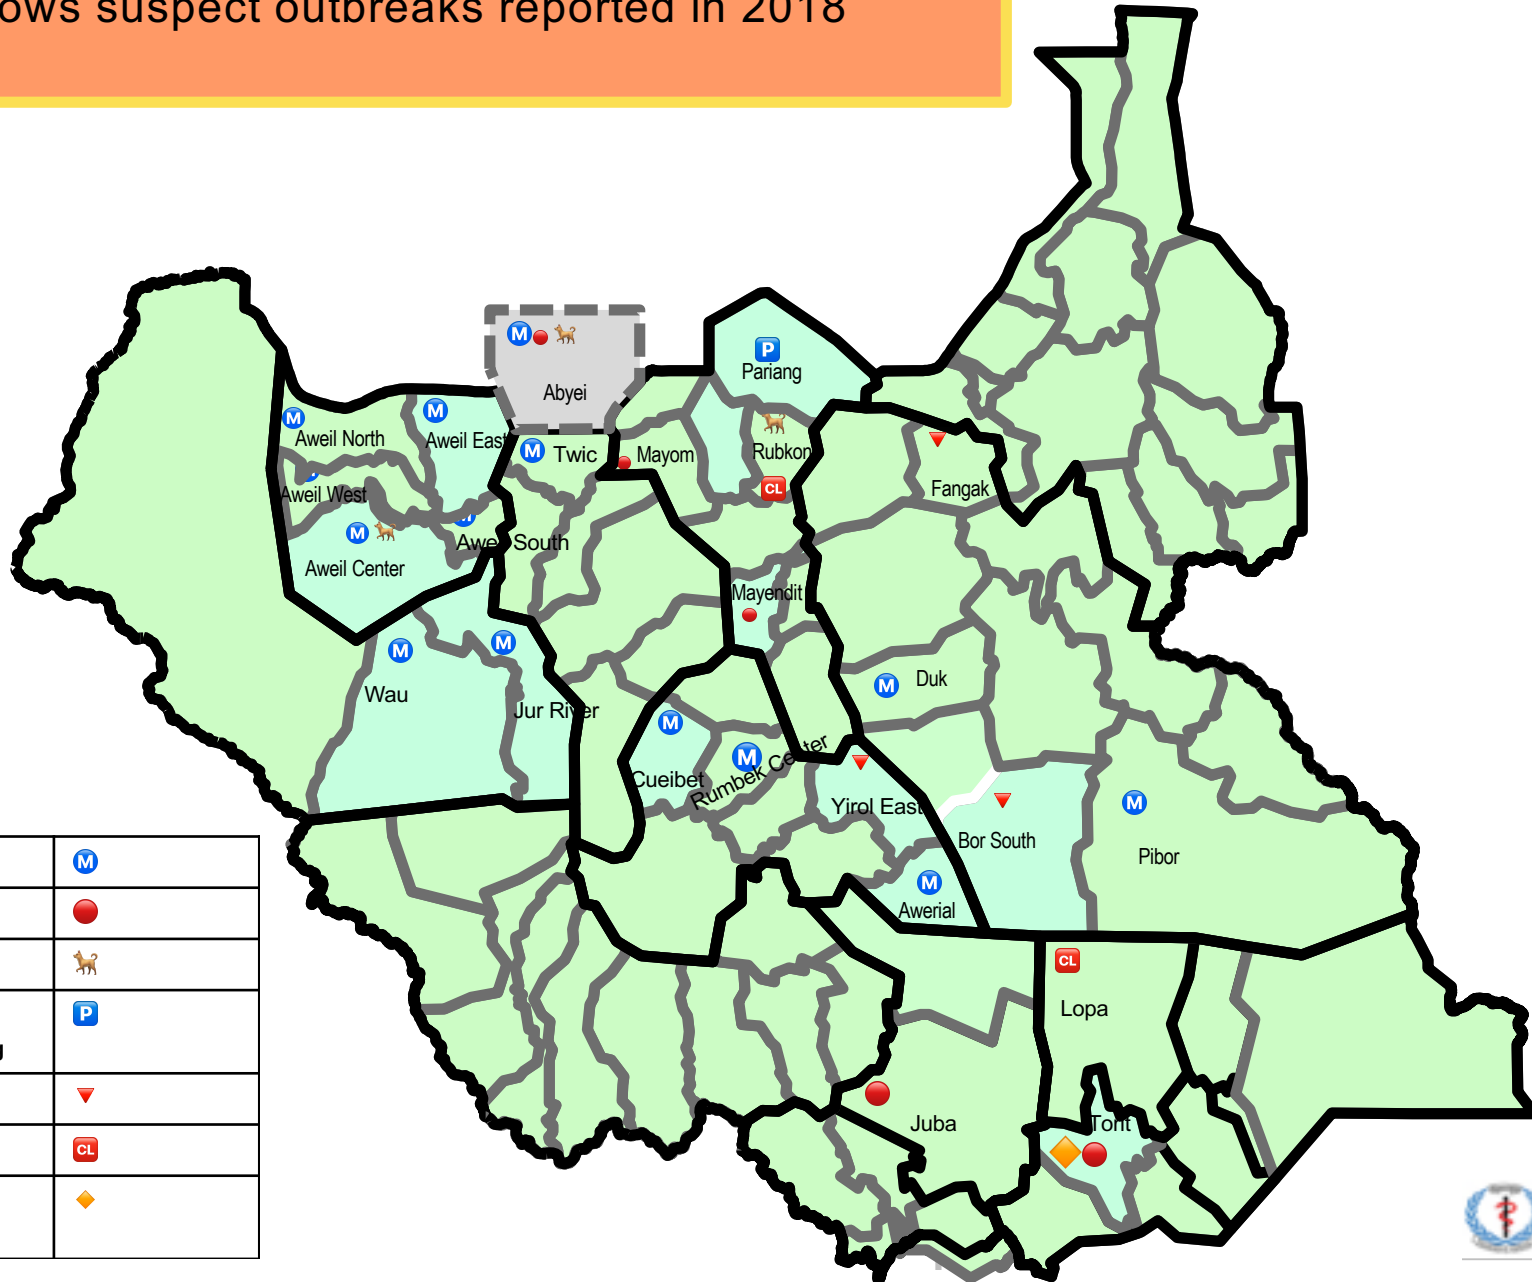 ows suspect outbreaks reported in 2018
P
Pariang
M
Abyei
M
Aweil North
M
Aweil East
M
Twic
Mayom
Rubkon
CL
Fangak
Aweil West
M
Aweil Center
M
South
Mayendit
M
Wau
M
Jur River
M
Duk
M
Cueibet
M
Rumbek Center
Yirol East
Bor South
M
Pibor
M
Awerial
CL
Lopa
Juba
Torit
M
P
g
CL